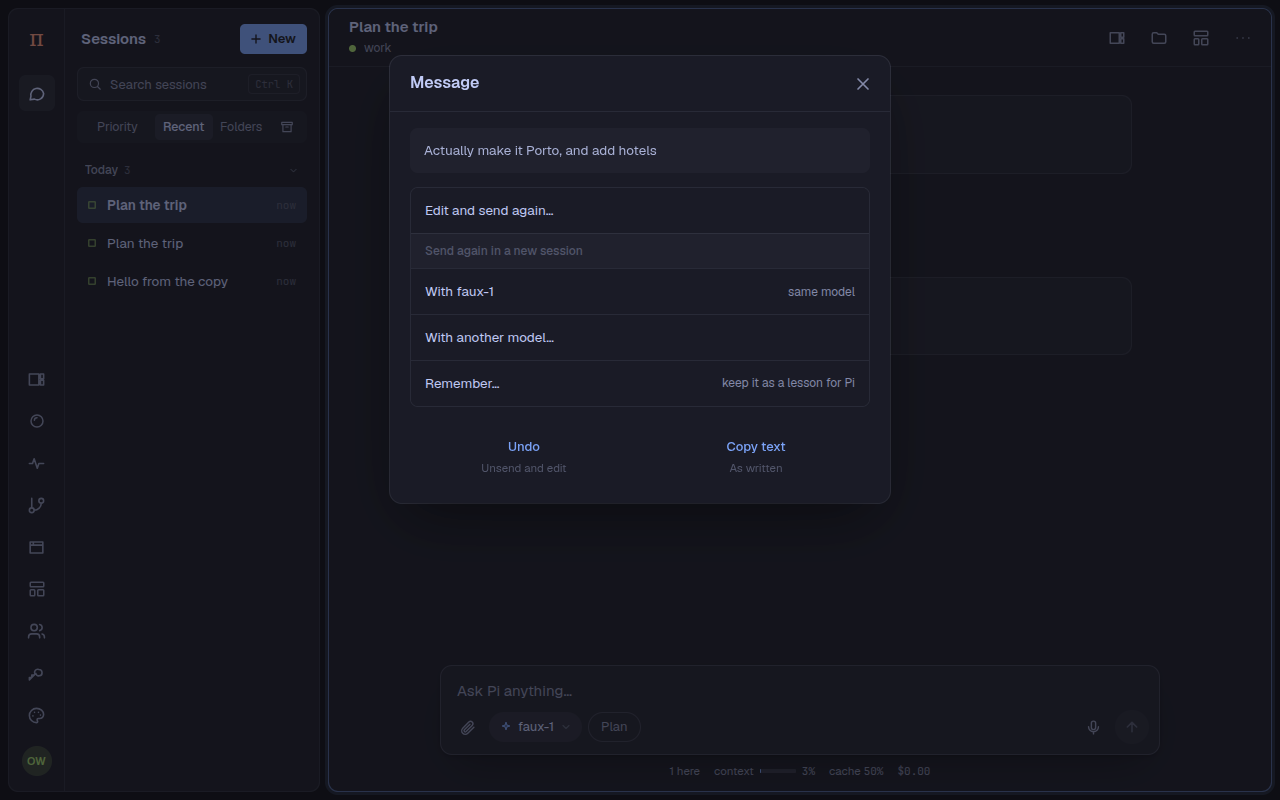 π
Sessions 3
New
Search sessions
Ctrl K
Priority
Recent
Folders
Today 3
Plan the trip
now
Plan the trip
now
Hello from the copy
now
OW
Plan the trip
work
Message
Actually make it Porto, and add hotels
Edit and send again…
Send again in a new session
With faux-1
same model
With another model…
Remember…
keep it as a lesson for Pi
Undo
Unsend and edit
Copy text
As written
Ask Pi anything…
faux-1
Plan
1 here
context
3%
cache 50%
$0.00